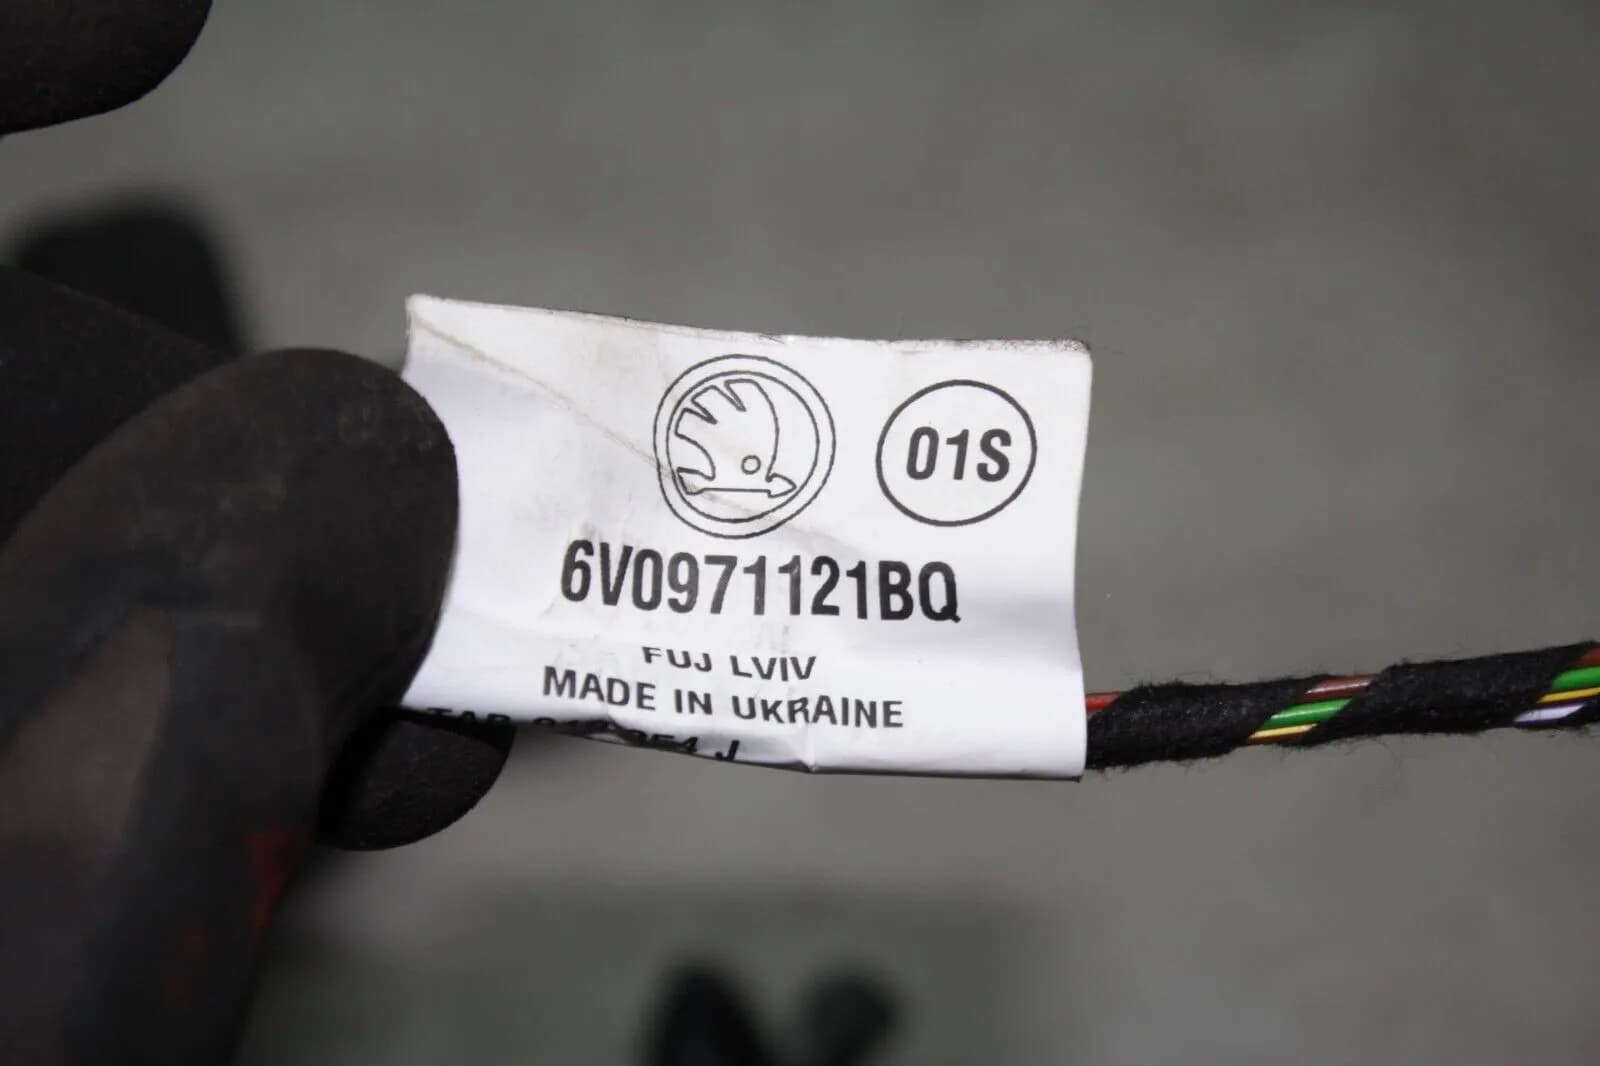 01S
6V0971121BQ
FUJ LVIV
MADE IN UKRAINE